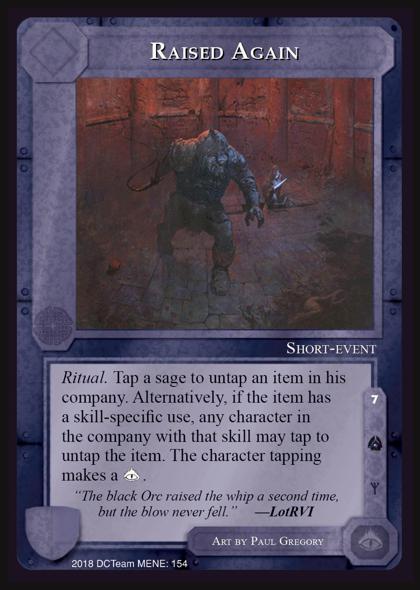 Raised Again
Short-event
Ritual. Tap a sage to untap an item in his
company. Alternatively, if the item has
a skill-specific use, any character in
the company with that skill may tap to
untap the item. The character tapping
makes a .
7
“The black Orc raised the whip a second time,
but the blow never fell.” —LotRVI
Art by Paul Gregory
2018 DCTeam MENE: 154